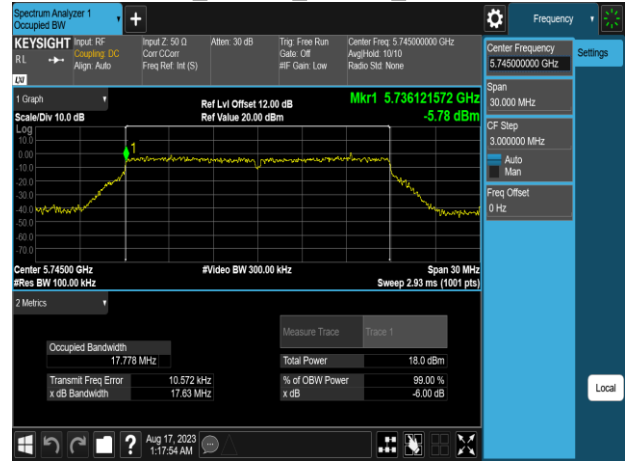 Spectrum Analyzer 1
Occupied BW
Frequency
KEYSIGHT
RL
LXI
Input: RF
Coupling: DC
Align: Auto
Input Z: 50 Ω
Corr CCorr
Freq Ref: Int (S)
Atten: 30 dB
Trig: Free Run
Gate: Off
#IF Gain: Low
Center Freq: 5.745000000 GHz
Avg|Hold: 10/10
Radio Std: None
Center Frequency
5.745000000 GHz
Settings
Span
30.000 MHz
CF Step
3.000000 MHz
Auto
Man
Freq Offset
0 Hz
1 Graph
Scale/Div 10.0 dB
Ref Lvl Offset 12.00 dB
Ref Value 20.00 dBm
Mkr1 5.736121572 GHz
-5.78 dBm
Log
10.0
0.00
-10.0
-20.0
-30.0
-40.0
-50.0
-60.0
-70.0
1
Center 5.74500 GHz
#Res BW 100.00 kHz
#Video BW 300.00 kHz
Span 30 MHz
Sweep 2.93 ms (1001 pts)
2 Metrics
Measure Trace
Trace 1
Occupied Bandwidth
17.778 MHz
Total Power
18.0 dBm
Transmit Freq Error
10.572 kHz
% of OBW Power
99.00 %
x dB Bandwidth
17.63 MHz
x dB
-6.00 dB
Local
Aug 17, 2023
1:17:54 AM